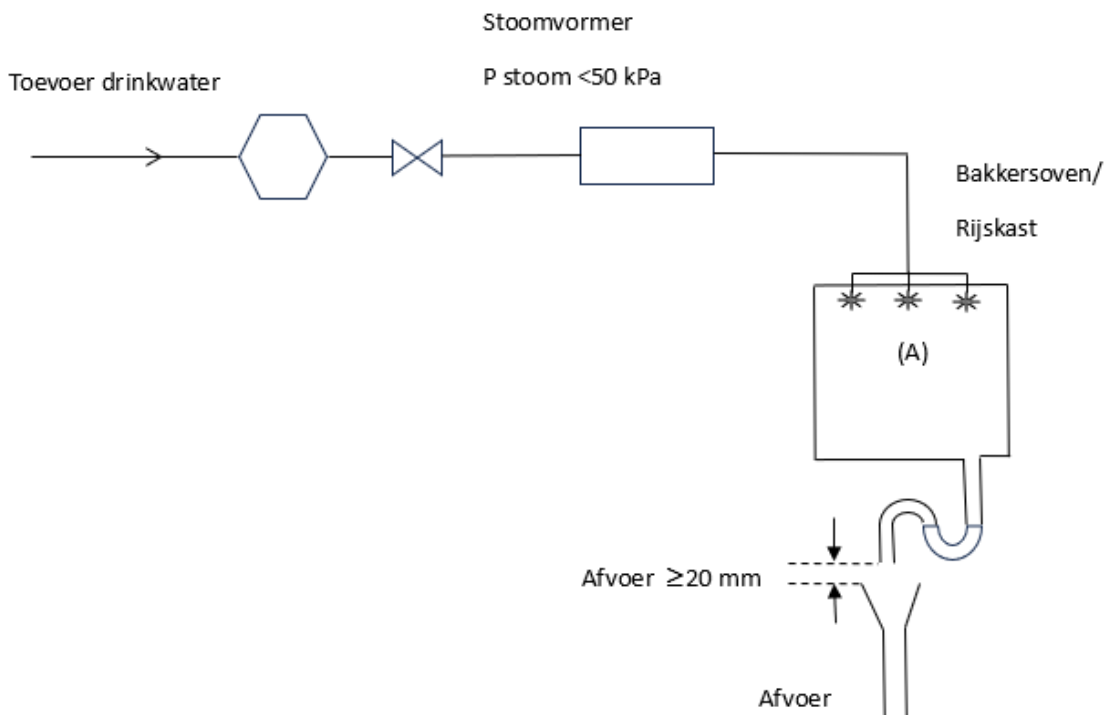 Stoomvormer
Toevoer drinkwater
P stoom <50 kPa
Bakkersoven/
Rijskast
(A)
Afvoer ≥20 mm
Afvoer